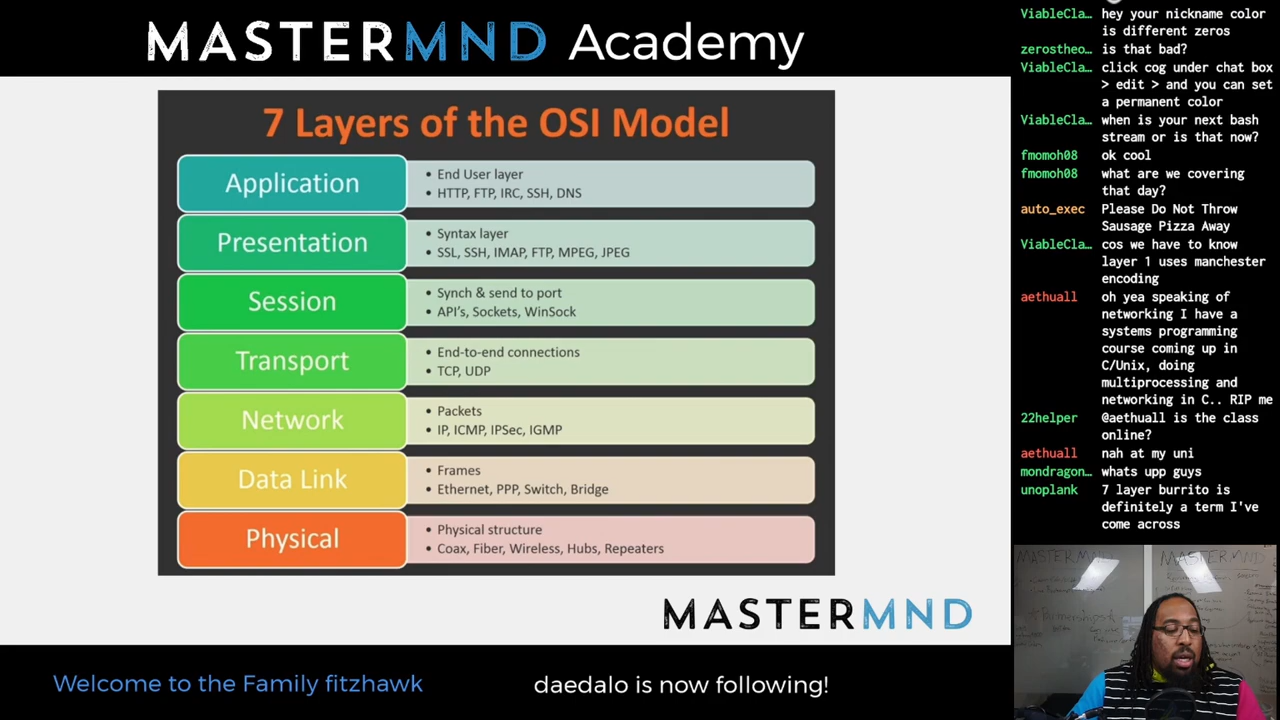 MASTERMND Academy
7 Layers of the OSI Model
Application
• End User layer
• HTTP, FTP, IRC, SSH, DNS
Presentation
• Syntax layer
• SSL, SSH, IMAP, FTP, MPEG, JPEG
Session
• Synch & send to port
• API's, Sockets, WinSock
Transport
• End-to-end connections
• TCP, UDP
Network
• Packets
• IP, ICMP, IPSec, IGMP
Data Link
• Frames
• Ethernet, PPP, Switch, Bridge
Physical
• Physical structure
• Coax, Fiber, Wireless, Hubs, Repeaters
MASTERMND
Welcome to the Family fitzhawk
daedalo is now following!
ViableCla… hey your nickname color
is different zeros
zerostheo… is that bad?
ViableCla… click cog under chat box
> edit > and you can set
a permanent color
ViableCla… when is your next bash
stream or is that now?
fmomoh08 ok cool
fmomoh08 what are we covering
that day?
auto_exec Please Do Not Throw
Sausage Pizza Away
ViableCla… cos we have to know
layer 1 uses manchester
encoding
aethuall oh yea speaking of
networking I have a
systems programming
course coming up in
C/Unix, doing
multiprocessing and
networking in C.. RIP me
22helper @aethuall is the class
online?
aethuall nah at my uni
mondragon… whats upp guys
unoplank 7 layer burrito is
definitely a term I've
come across
MASTERMND
MASTERMND